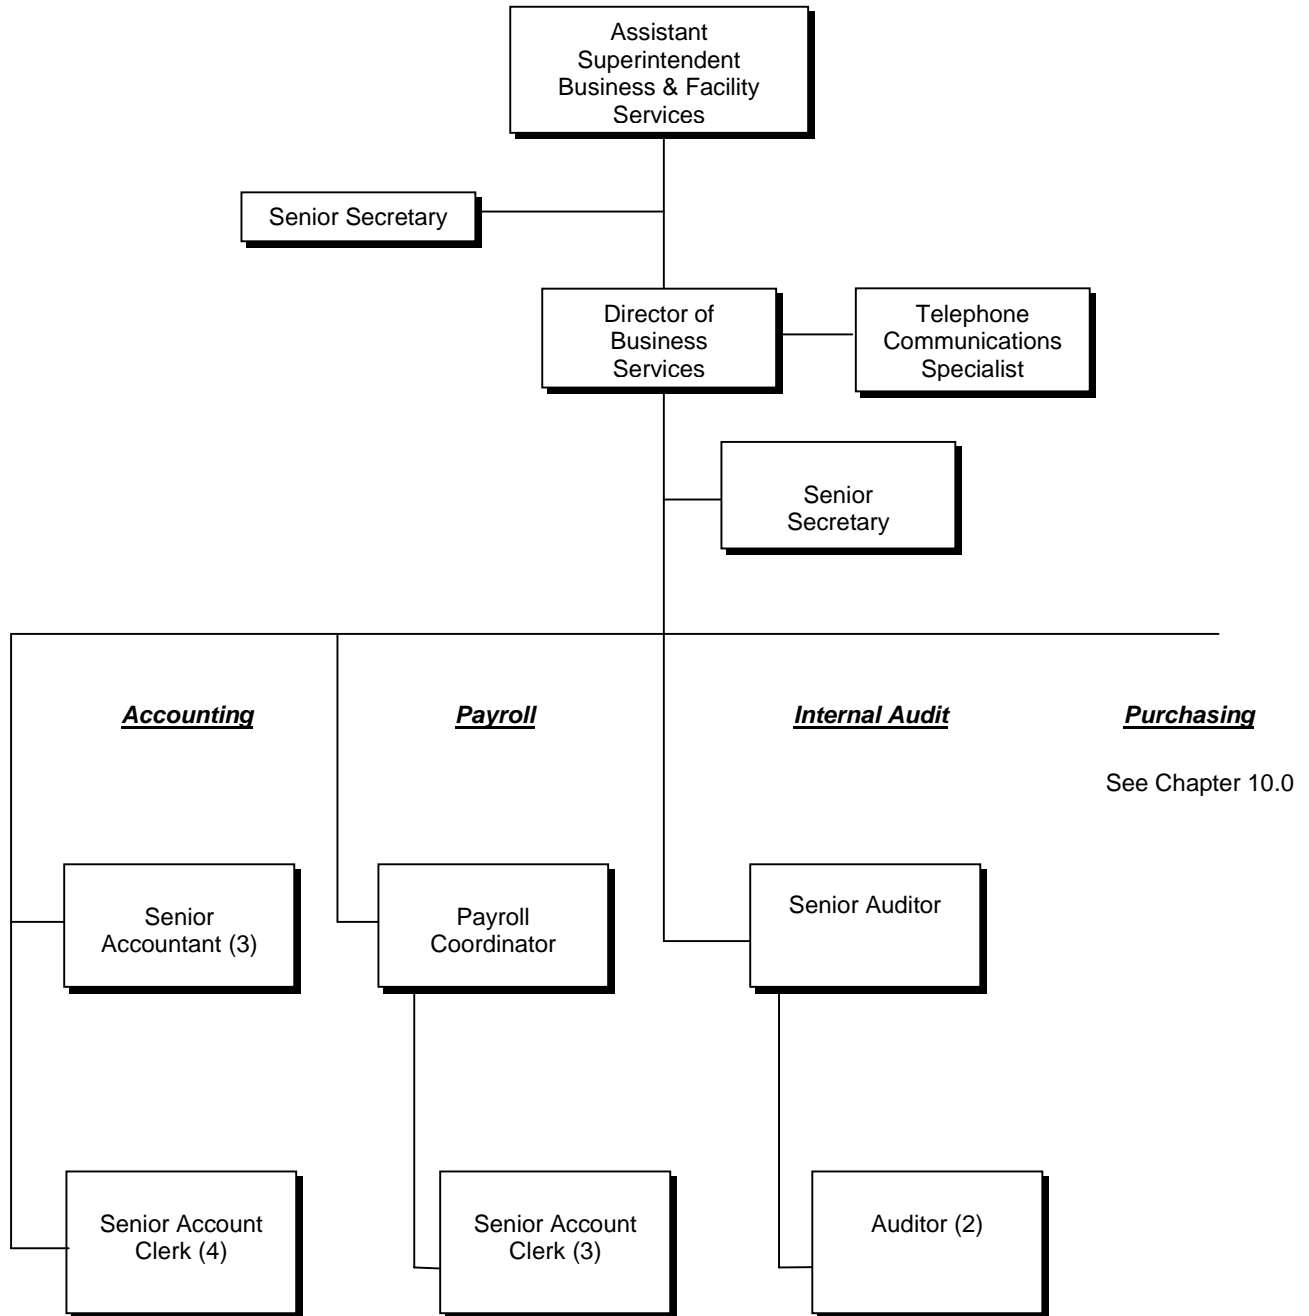 Assistant
Superintendent
Business & Facility
Services
Senior Secretary
Director of
Business
Services
Telephone
Communications
Specialist
Senior
Secretary
Accounting
Payroll
Internal Audit
Purchasing
See Chapter 10.0
Senior
Accountant (3)
Payroll
Coordinator
Senior Auditor
Senior Account
Clerk (4)
Senior Account
Clerk (3)
Auditor (2)